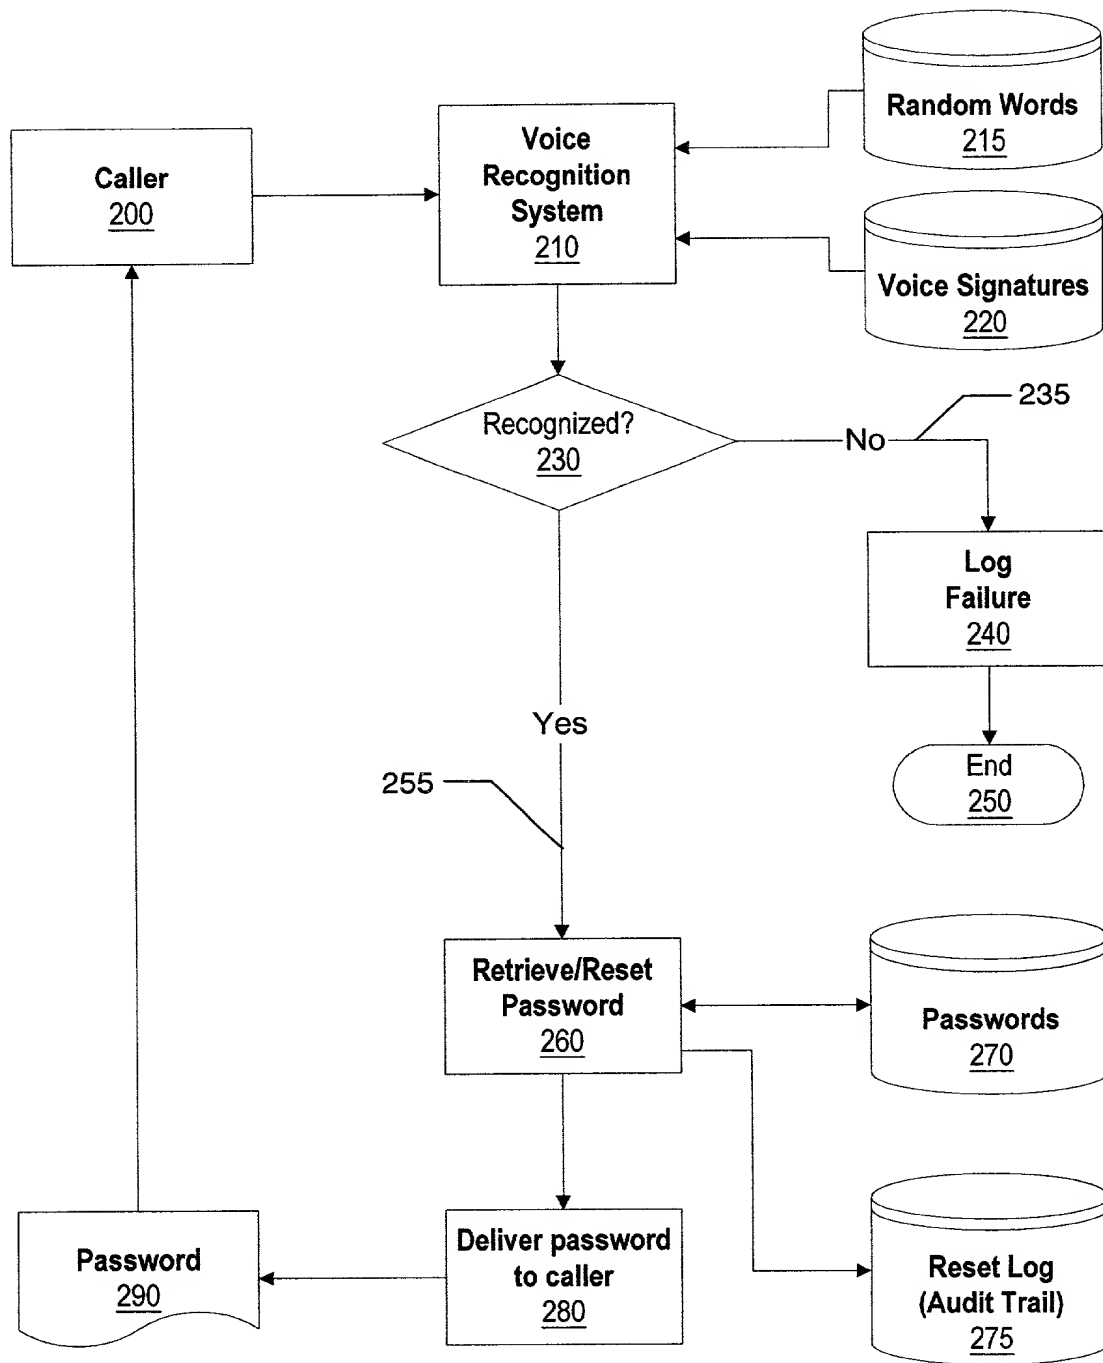 Random Words
215
Voice
Recognition
System
210
Caller
200
Voice Signatures
220
235
Recognized?
230
No
Log
Failure
240
Yes
End
250
255
Retrieve/Reset
Password
260
Passwords
270
Deliver password
to caller
280
Password
290
Reset Log
(Audit Trail)
275